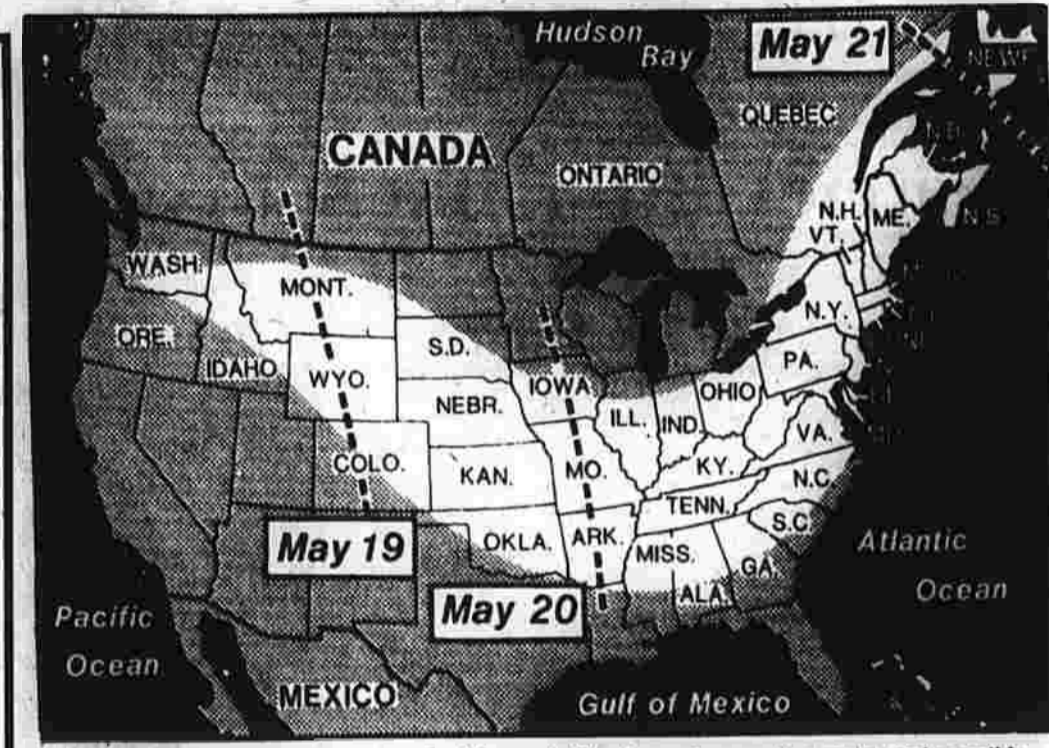 Hudson
Bay
May 21
NEWF.
QUEBEC
CANADA
ONTARIO
N.B.
N.H.
VT.
ME.
N.S.
WASH.
MONT.
N.Y.
ORE.
IDAHO
WYO.
S.D.
NEBR.
IOWA
ILL.
IND.
OHIO
PA.
VA.
COLO.
KAN.
MO.
KY.
N.C.
TENN.
S.C.
May 19
OKLA.
ARK.
MISS.
ALA.
GA.
Atlantic
Ocean
May 20
Pacific
Ocean
MEXICO
Gulf of Mexico